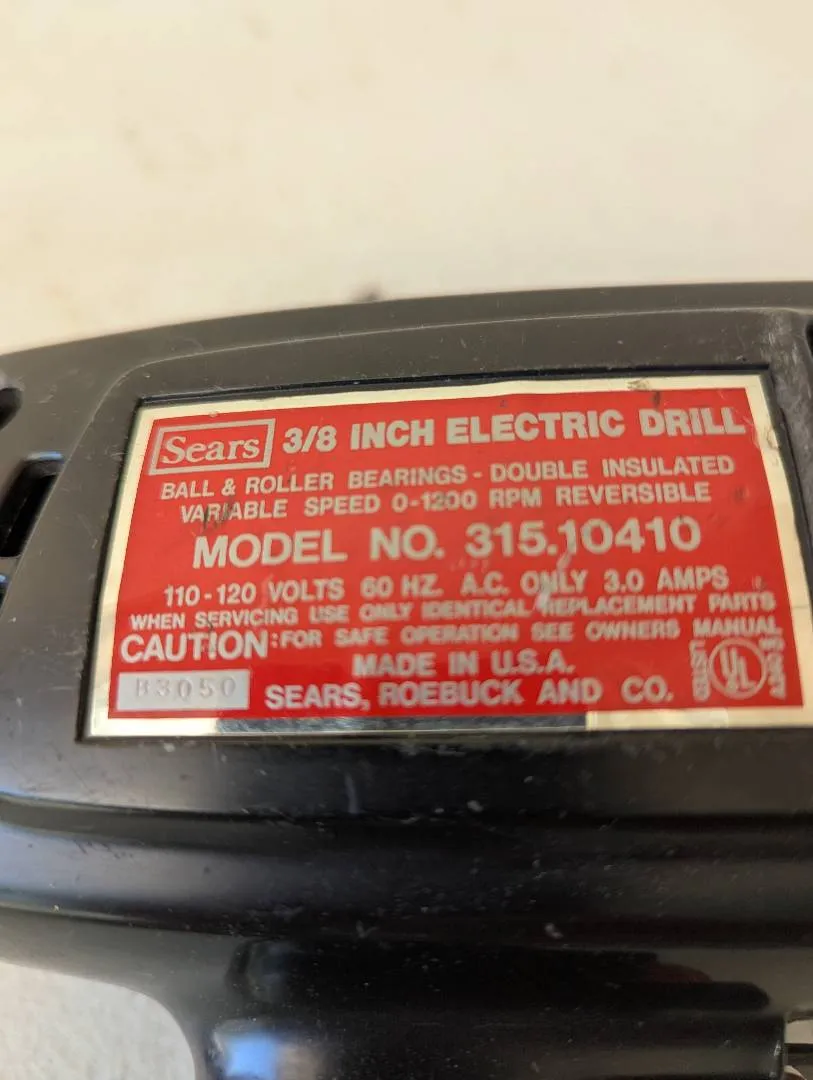 Sears 3/8 INCH ELECTRIC DRILL
BALL & ROLLER BEARINGS - DOUBLE INSULATED
VARIABLE SPEED 0-1200 RPM REVERSIBLE
MODEL NO. 315.10410
110-120 VOLTS 60 HZ. A.C. ONLY 3.0 AMPS
WHEN SERVICING USE ONLY IDENTICAL REPLACEMENT PARTS
CAUTION: FOR SAFE OPERATION SEE OWNERS MANUAL
MADE IN U.S.A.
B3050 SEARS, ROEBUCK AND CO.
LISTED UL